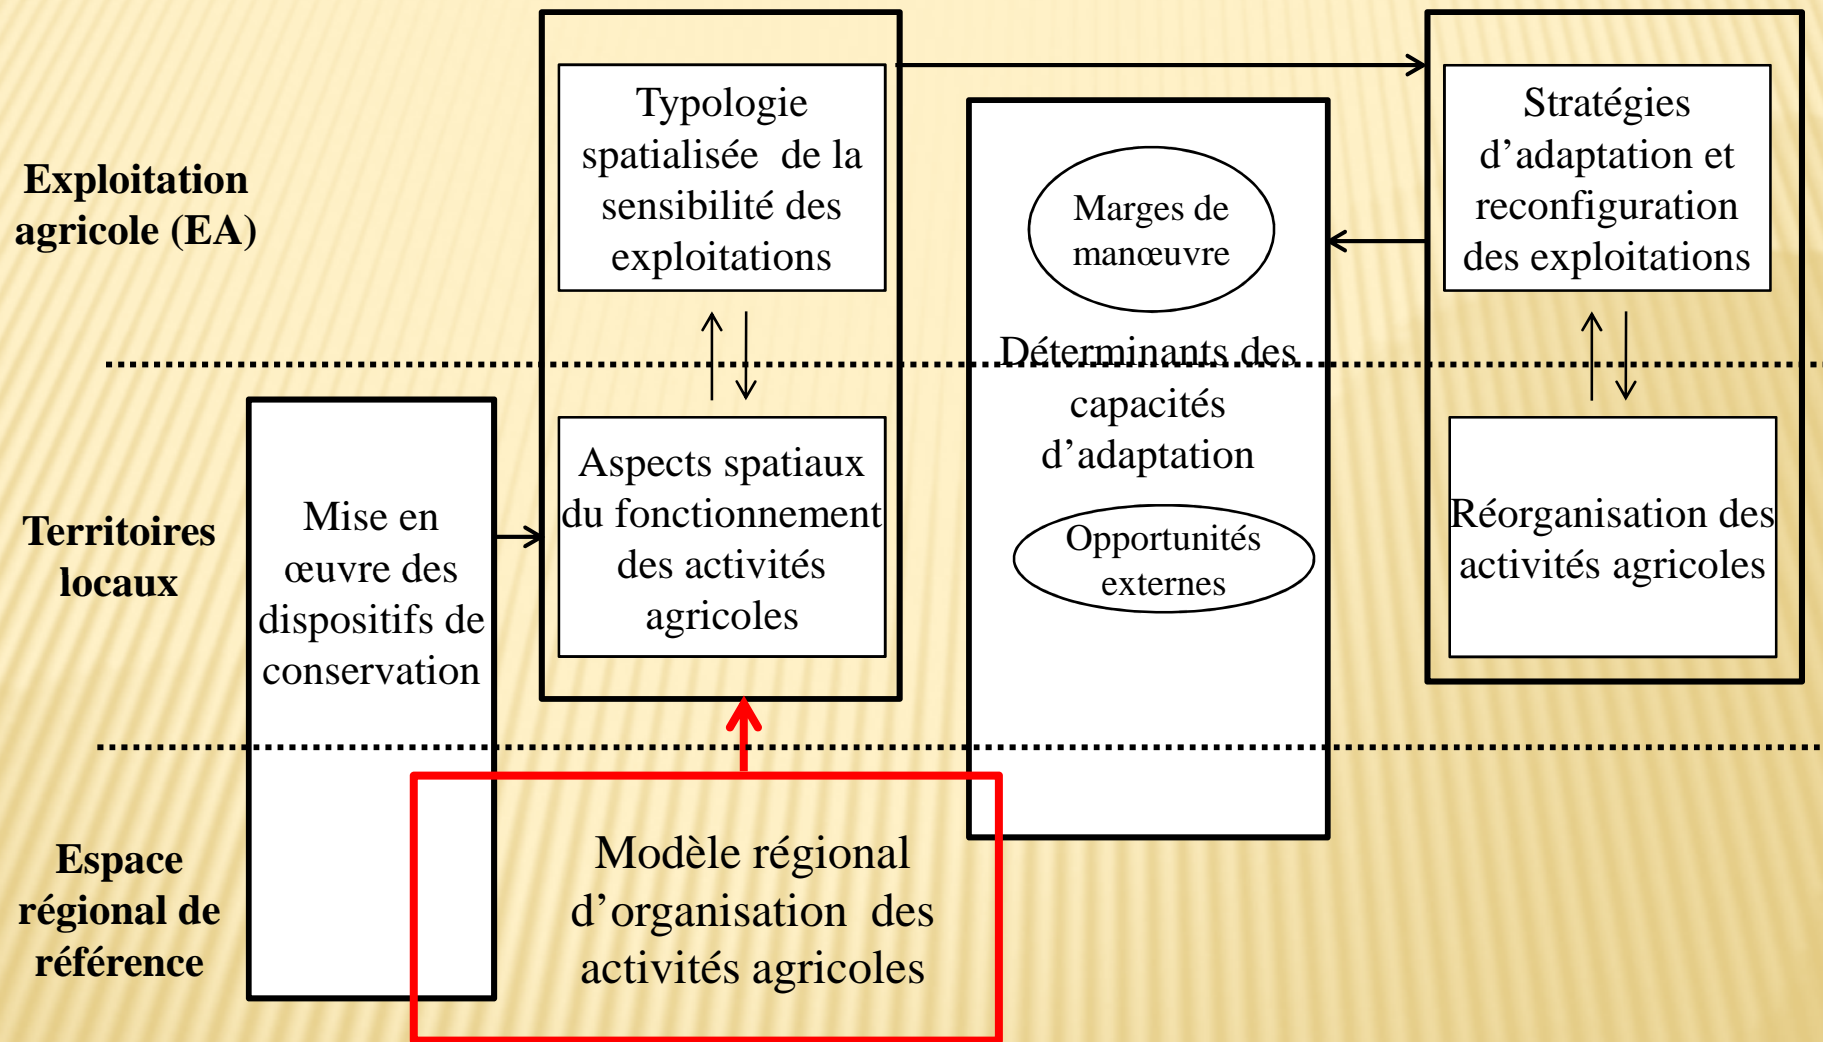 Exploitation
agricole (EA)
Typologie
spatialisée de la
sensibilité des
exploitations
Marges de
manœuvre
Stratégies
d’adaptation et
reconfiguration
des exploitations
Déterminants des
capacités
d’adaptation
Territoires
locaux
Mise en
œuvre des
dispositifs de
conservation
Aspects spatiaux
du fonctionnement
des activités
agricoles
Opportunités
externes
Réorganisation des
activités agricoles
Espace
régional de
référence
Modèle régional
d’organisation des
activités agricoles